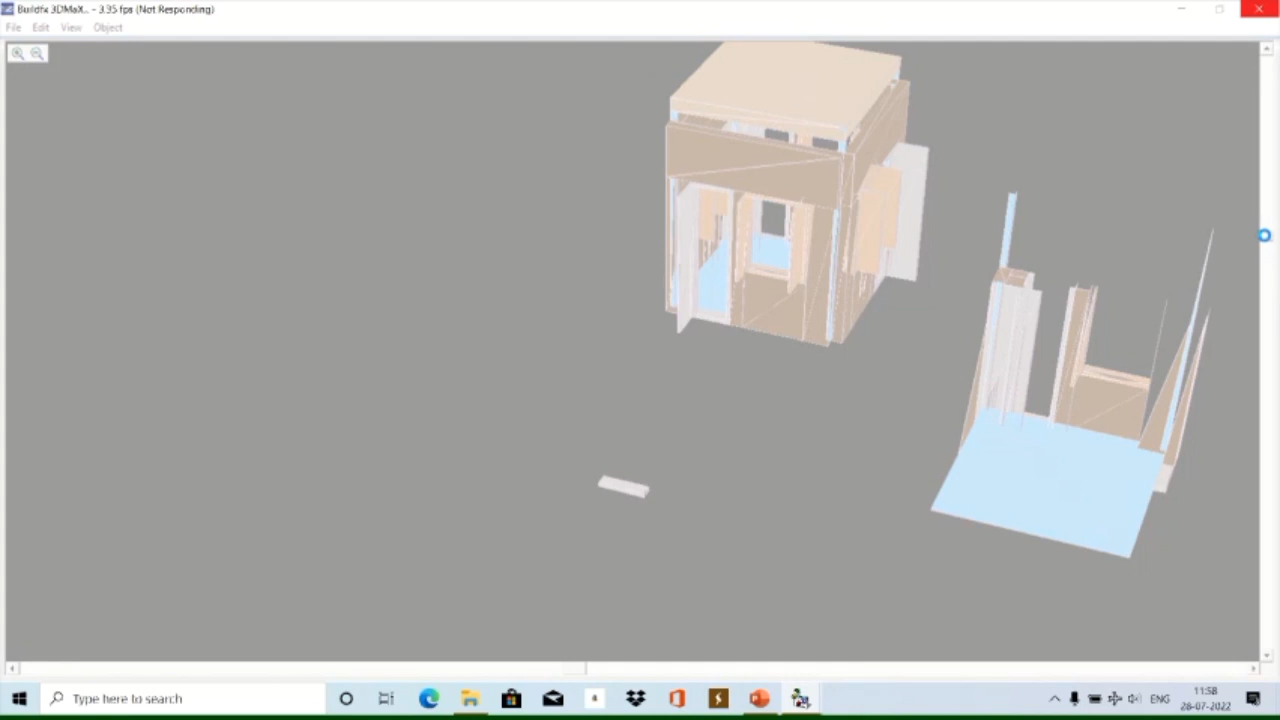 Buildfx 3DMaX.. - 3.35 fps (Not Responding)
File Edit View Object
Type here to search
ENG
11:58
28-07-2022